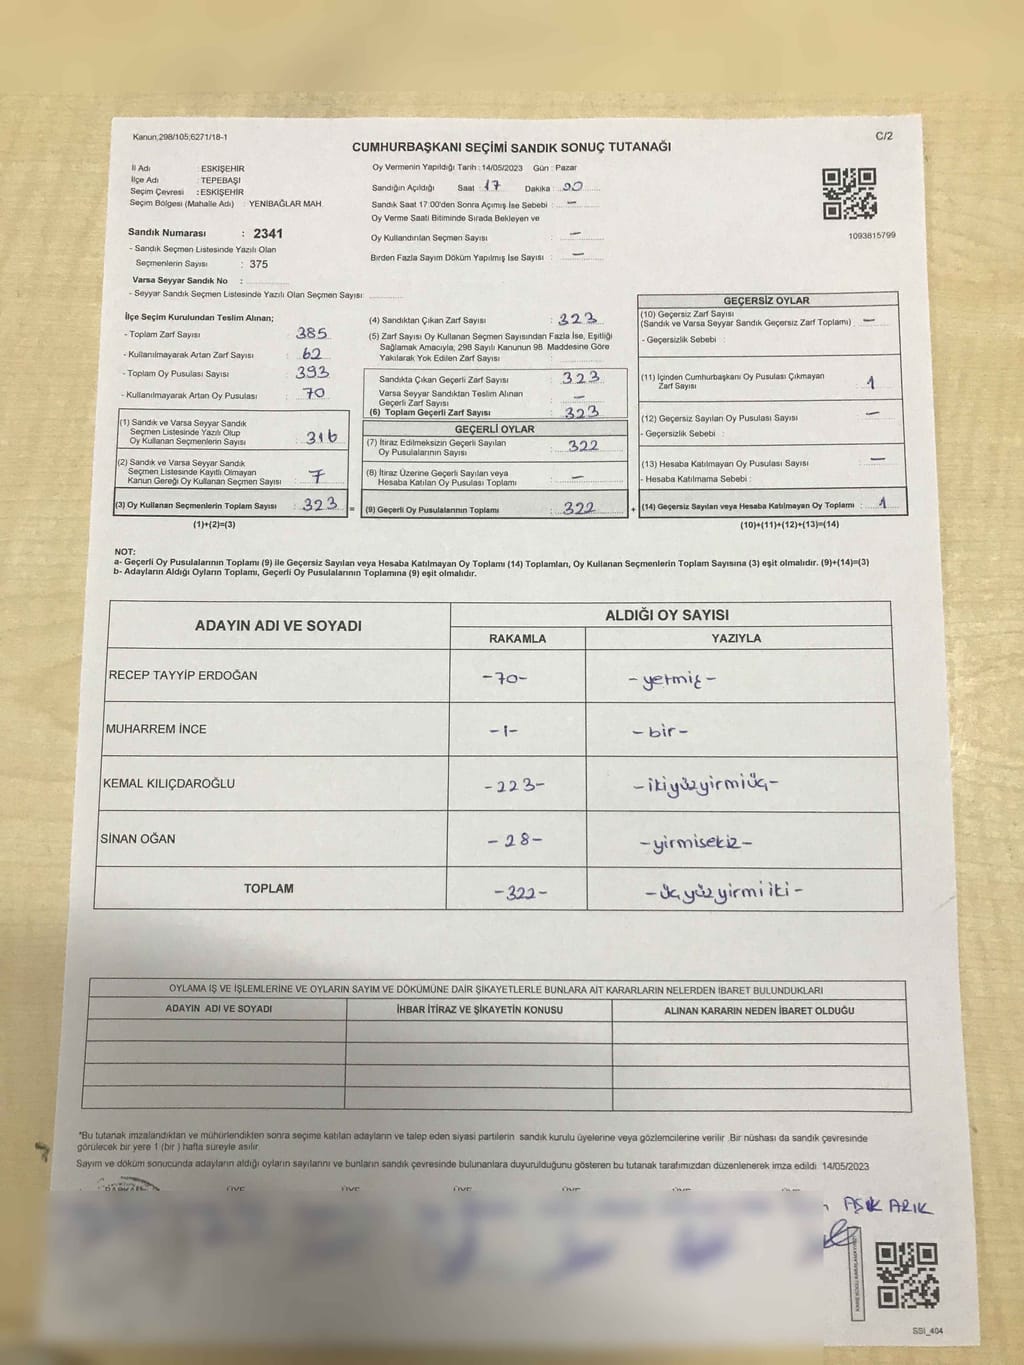 Kanun;298/105;6271/18-1
C/2
CUMHURBAŞKANI SEÇİMİ SANDIK SONUÇ TUTANAĞI
İl Adı : ESKİŞEHİR
İlçe Adı : TEPEBAŞI
Seçim Çevresi : ESKİŞEHİR
Seçim Bölgesi (Mahalle Adı) : YENİBAĞLAR MAH.
Sandık Numarası : 2341
- Sandık Seçmen Listesinde Yazılı Olan
Seçmenlerin Sayısı : 375
Varsa Seyyar Sandık No :
- Seyyar Sandık Seçmen Listesinde Yazılı Olan Seçmen Sayısı:
Oy Vermenin Yapıldığı Tarih : 14/05/2023 Gün : Pazar
Sandığın Açıldığı Saat : 17 Dakika : 00
Sandık Saat 17:00'den Sonra Açımış İse Sebebi : —
Oy Verme Saati Bitiminde Sırada Bekleyen ve
Oy Kullandırılan Seçmen Sayısı : —
Birden Fazla Sayım Döküm Yapılmış İse Sayısı : —
1093815799
İlçe Seçim Kurulundan Teslim Alınan;
- Toplam Zarf Sayısı : 385
- Kullanılmayarak Artan Zarf Sayısı : 62
- Toplam Oy Pusulası Sayısı : 393
- Kullanılmayarak Artan Oy Pusulası : 70
(1) Sandık ve Varsa Seyyar Sandık
Seçmen Listesinde Yazılı Olup
Oy Kullanan Seçmenlerin Sayısı : 316
(2) Sandık ve Varsa Seyyar Sandık
Seçmen Listesinde Kayıtlı Olmayan
Kanun Gereği Oy Kullanan Seçmen Sayısı : 7
(3) Oy Kullanan Seçmenlerin Toplam Sayısı : 323
(1)+(2)=(3)
(4) Sandıktan Çıkan Zarf Sayısı : 323
(5) Zarf Sayısı Oy Kullanan Seçmen Sayısından Fazla İse, Eşitliği
Sağlamak Amacıyla, 298 Sayılı Kanunun 98. Maddesine Göre
Yakılarak Yok Edilen Zarf Sayısı :
Sandıkta Çıkan Geçerli Zarf Sayısı : 323
Varsa Seyyar Sandıktan Teslim Alınan
Geçerli Zarf Sayısı : —
(6) Toplam Geçerli Zarf Sayısı : 323
GEÇERLİ OYLAR
(7) İtiraz Edilmeksizin Geçerli Sayılan
Oy Pusulalarının Sayısı : 322
(8) İtiraz Üzerine Geçerli Sayılan veya
Hesaba Katılan Oy Pusulası Toplamı : —
= (9) Geçerli Oy Pusulalarının Toplamı : 322
GEÇERSİZ OYLAR
(10) Geçersiz Zarf Sayısı
(Sandık ve Varsa Seyyar Sandık Geçersiz Zarf Toplamı) : —
- Geçersizlik Sebebi :
(11) İçinden Cumhurbaşkanı Oy Pusulası Çıkmayan
Zarf Sayısı : 1
(12) Geçersiz Sayılan Oy Pusulası Sayısı : —
- Geçersizlik Sebebi :
(13) Hesaba Katılmayan Oy Pusulası Sayısı : —
- Hesaba Katılmama Sebebi :
+ (14) Geçersiz Sayılan veya Hesaba Katılmayan Oy Toplamı : 1
(10)+(11)+(12)+(13)=(14)
NOT:
a- Geçerli Oy Pusulalarının Toplamı (9) ile Geçersiz Sayılan veya Hesaba Katılmayan Oy Toplamı (14) Toplamları, Oy Kullanan Seçmenlerin Toplam Sayısına (3) eşit olmalıdır. (9)+(14)=(3)
b- Adayların Aldığı Oyların Toplamı, Geçerli Oy Pusulalarının Toplamına (9) eşit olmalıdır.
ADAYIN ADI VE SOYADI
ALDIĞI OY SAYISI
RAKAMLA YAZIYLA
RECEP TAYYİP ERDOĞAN -70- -yetmiş-
MUHARREM İNCE -1- -bir-
KEMAL KILIÇDAROĞLU -223- -ikiyüzyirmiüç-
SİNAN OĞAN -28- -yirmisekiz-
TOPLAM -322- -üçyüzyirmiiki-
OYLAMA İŞ VE İŞLEMLERİNE VE OYLARIN SAYIM VE DÖKÜMÜNE DAİR ŞİKAYETLERLE BUNLARA AİT KARARLARIN NELERDEN İBARET BULUNDUKLARI
ADAYIN ADI VE SOYADI İHBAR İTİRAZ VE ŞİKAYETİN KONUSU ALINAN KARARIN NEDEN İBARET OLDUĞU
*Bu tutanak imzalandıktan ve mühürlendikten sonra seçime katılan adayların ve talep eden siyasi partilerin sandık kurulu üyelerine veya gözlemcilerine verilir. Bir nüshası da sandık çevresinde
görülecek bir yere 1 (bir) hafta süreyle asılır.
Sayım ve döküm sonucunda adayların aldığı oyların sayılarını ve bunların sandık çevresinde bulunanlara duyurulduğunu gösteren bu tutanak tarafımızdan düzenlenerek imza edildi. 14/05/2023
ÜYE ÜYE ÜYE ÜYE ÜYE
AŞIK ARIK
SSI_404